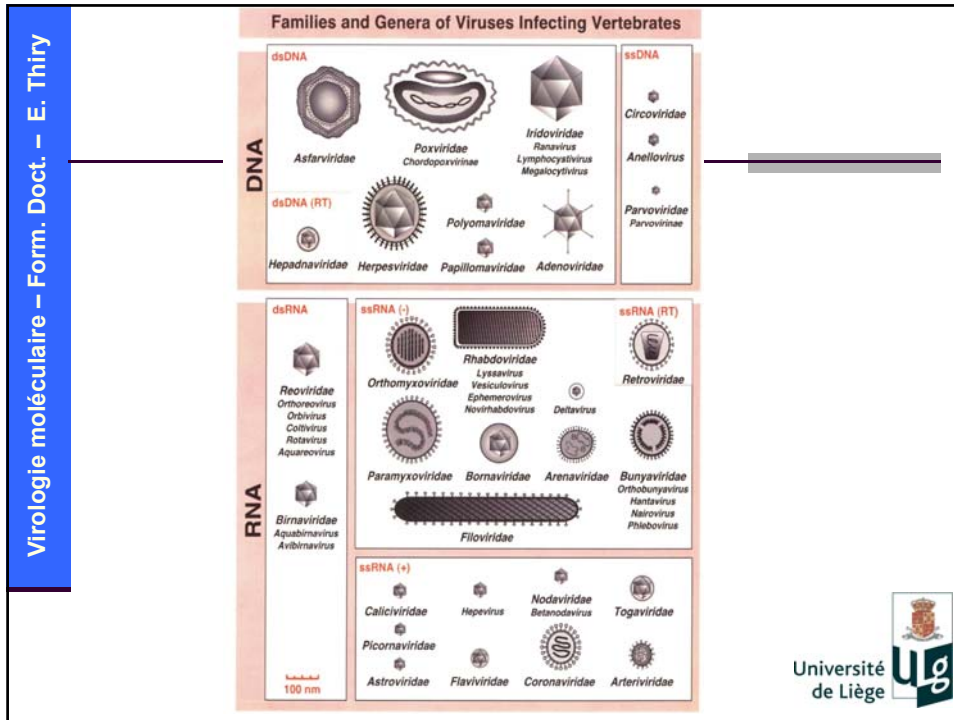 Virologie moléculaire – Form. Doct. – E. Thiry
Families and Genera of Viruses Infecting Vertebrates
DNA
dsDNA
Asfarviridae
Poxviridae
Chordopoxvirinae
Iridoviridae
Ranavirus
Lymphocystivirus
Megalocytivirus
dsDNA (RT)
Hepadnaviridae
Herpesviridae
Polyomaviridae
Papillomaviridae
Adenoviridae
ssDNA
Circoviridae
Anellovirus
Parvoviridae
Parvovirinae
RNA
dsRNA
Reoviridae
Orthoreovirus
Orbivirus
Coltivirus
Rotavirus
Aquareovirus
Birnaviridae
Aquabirnavirus
Avibirnavirus
100 nm
ssRNA (-)
Orthomyxoviridae
Rhabdoviridae
Lyssavirus
Vesiculovirus
Ephemerovirus
Novirhabdovirus
Deltavirus
ssRNA (RT)
Retroviridae
Paramyxoviridae
Bornaviridae
Arenaviridae
Bunyaviridae
Orthobunyavirus
Hantavirus
Nairovirus
Phlebovirus
Filoviridae
ssRNA (+)
Caliciviridae
Hepevirus
Nodaviridae
Betanodavirus
Togaviridae
Picornaviridae
Astroviridae
Flaviviridae
Coronaviridae
Arteriviridae
Université
de Liège
ULg